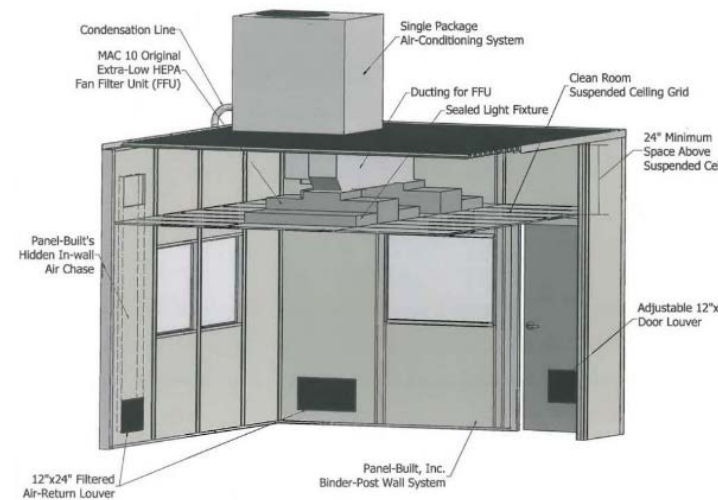 Condensation Line
MAC 10 Original
Extra-Low HEPA
Fan Filter Unit (FFU)
Single Package
Air-Conditioning System
Ducting for FFU
Sealed Light Fixture
Clean Room
Suspended Ceiling Grid
24" Minimum
Space Above
Suspended Cei
Panel-Built's
Hidden In-wall
Air Chase
Adjustable 12"x
Door Louver
12"x24" Filtered
Air-Return Louver
Panel-Built, Inc.
Binder-Post Wall System